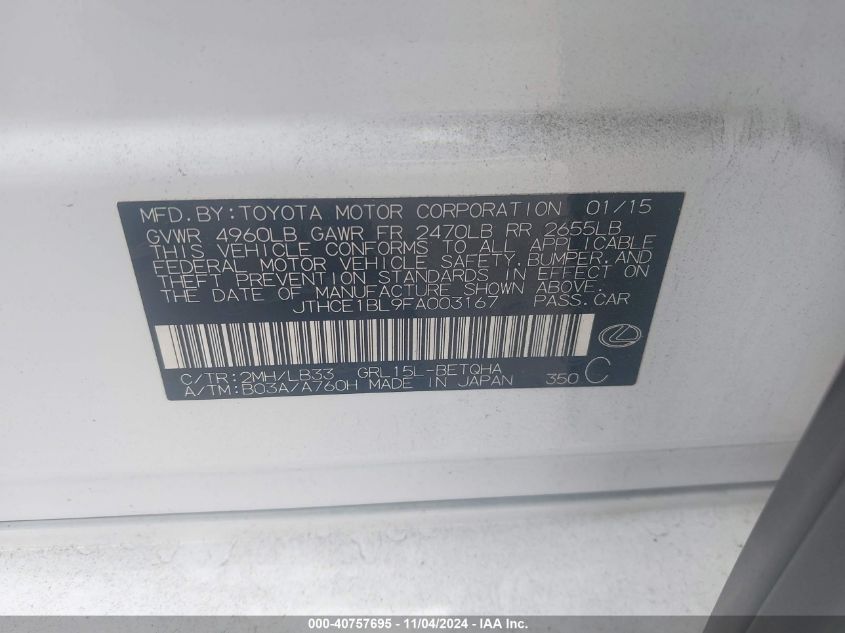 MFD.BY:TOYOTA MOTOR CORPORATION 01/15
GVWR 4960LB GAWR FR 2470LB RR 2655LB
THIS VEHICLE CONFORMS TO ALL APPLICABLE
FEDERAL MOTOR VEHICLE SAFETY,BUMPER,AND
THEFT PREVENTION STANDARDS IN EFFECT ON
THE DATE OF MANUFACTURE SHOWN ABOVE.
JTHCE1BL9FA003167 PASS.CAR
C/TR:2MH/LB33 GRL15L-BETQHA
A/TM:B03A/A760H MADE IN JAPAN 350 C
000-40757695 - 11/04/2024 - IAA Inc.